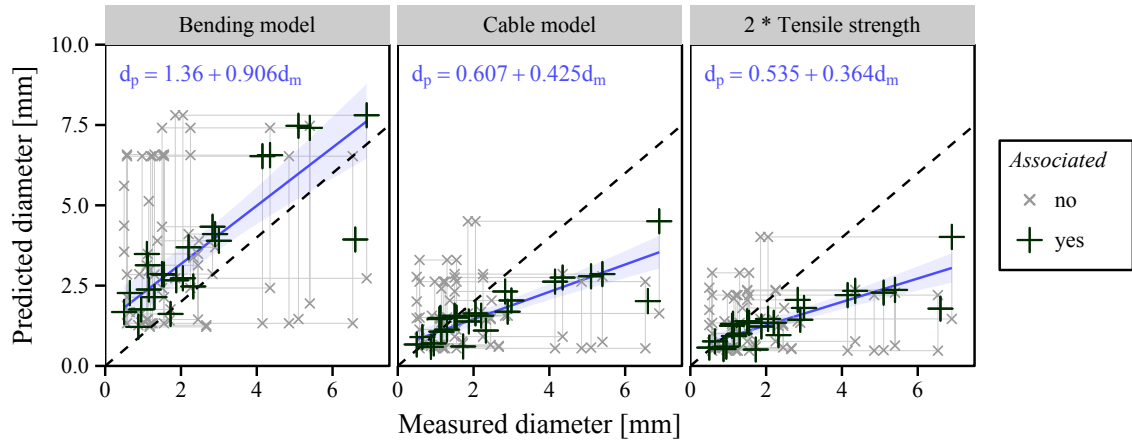 Bending model
Cable model
2 * Tensile strength
10.0
7.5
5.0
2.5
0.0
Predicted diameter [mm]
dₚ = 1.36 + 0.906dₘ
dₚ = 0.607 + 0.425dₘ
dₚ = 0.535 + 0.364dₘ
0 2 4 6
0 2 4 6
0 2 4 6
Measured diameter [mm]
Associated
no
yes